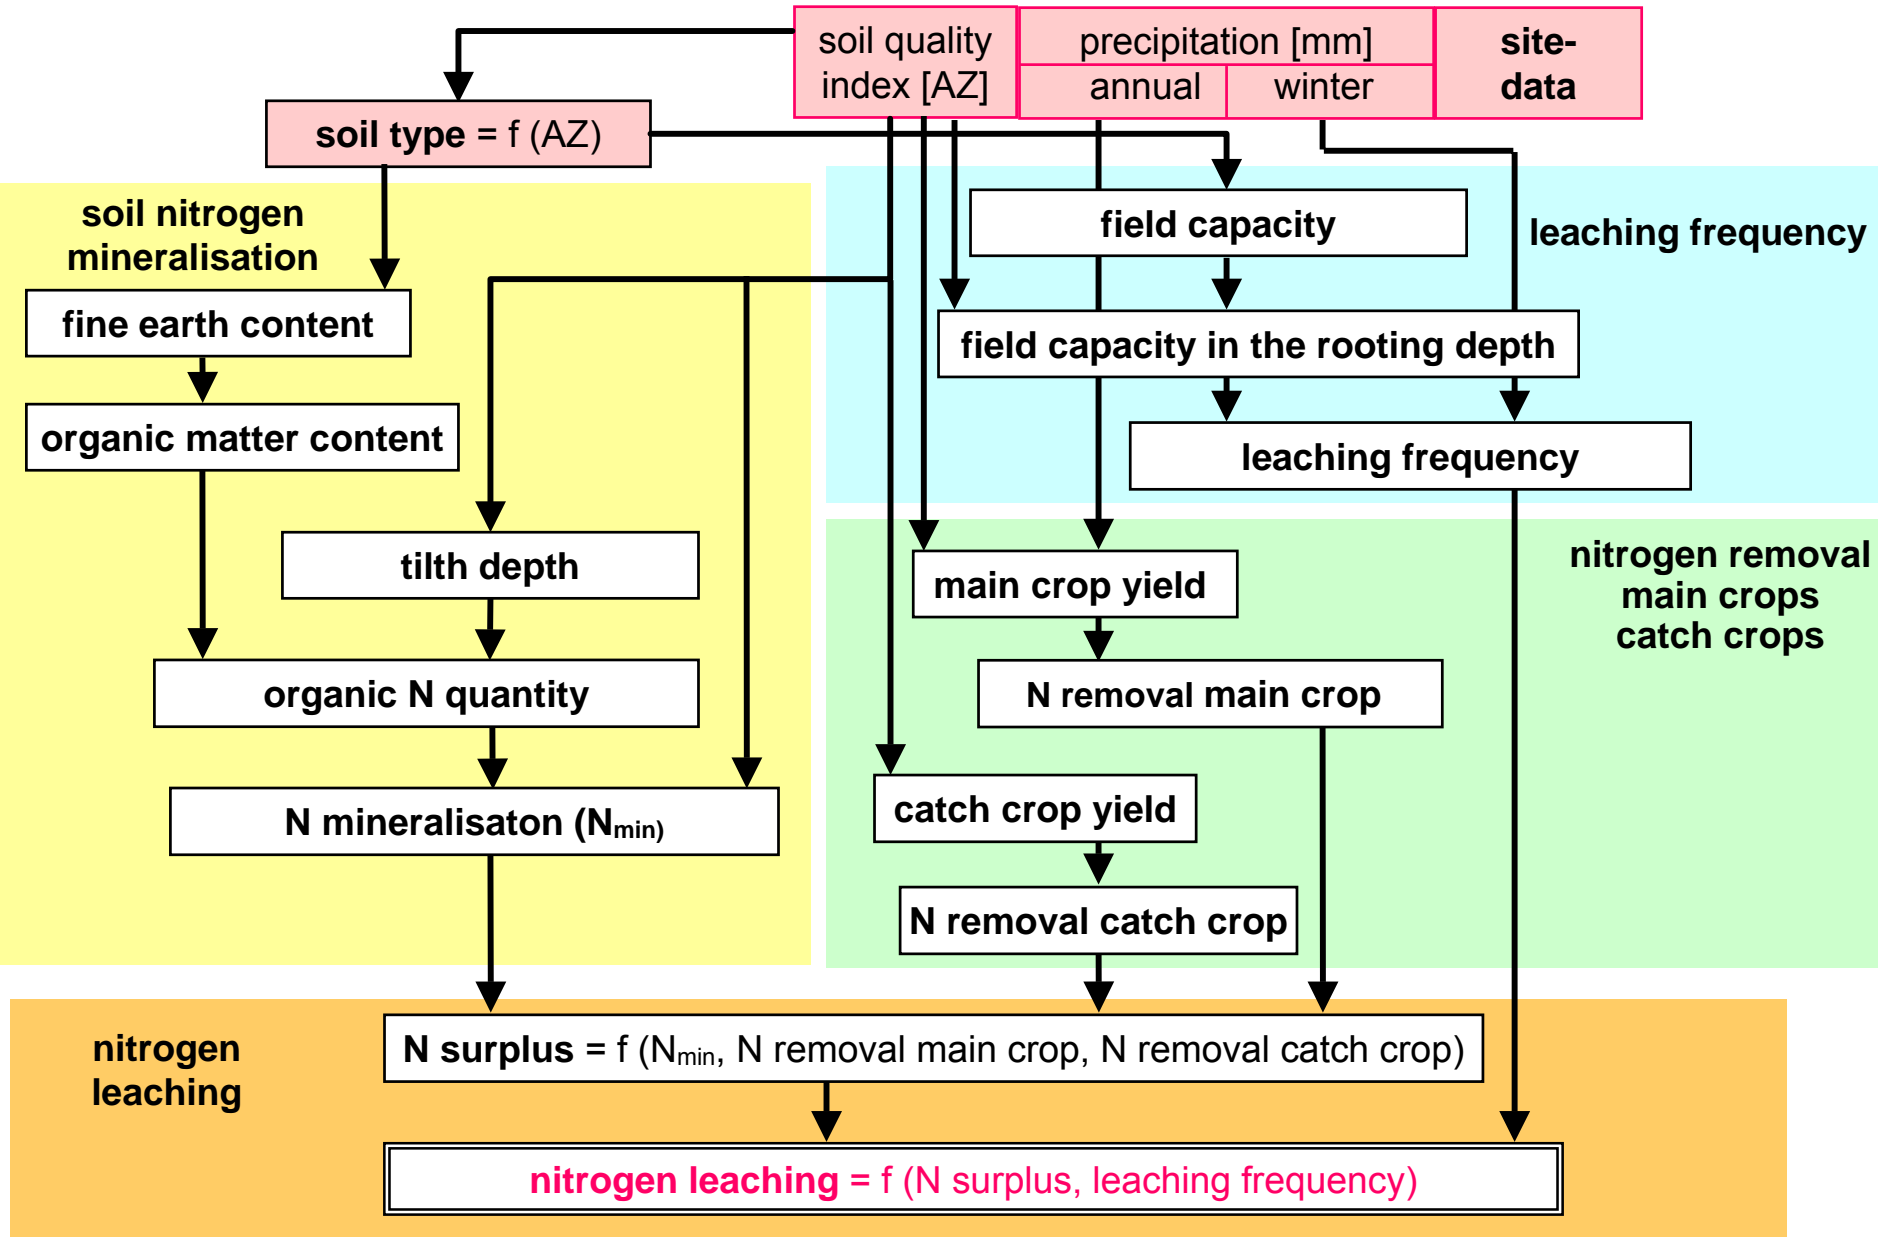 soil quality
index [AZ]
precipitation [mm]
annual
winter
site-
data
soil type = f (AZ)
soil nitrogen
mineralisation
fine earth content
organic matter content
tilth depth
organic N quantity
N mineralisaton (Nmin)
field capacity
leaching frequency
field capacity in the rooting depth
leaching frequency
nitrogen removal
main crops
catch crops
main crop yield
N removal main crop
catch crop yield
N removal catch crop
nitrogen
leaching
N surplus = f (Nmin, N removal main crop, N removal catch crop)
nitrogen leaching = f (N surplus, leaching frequency)